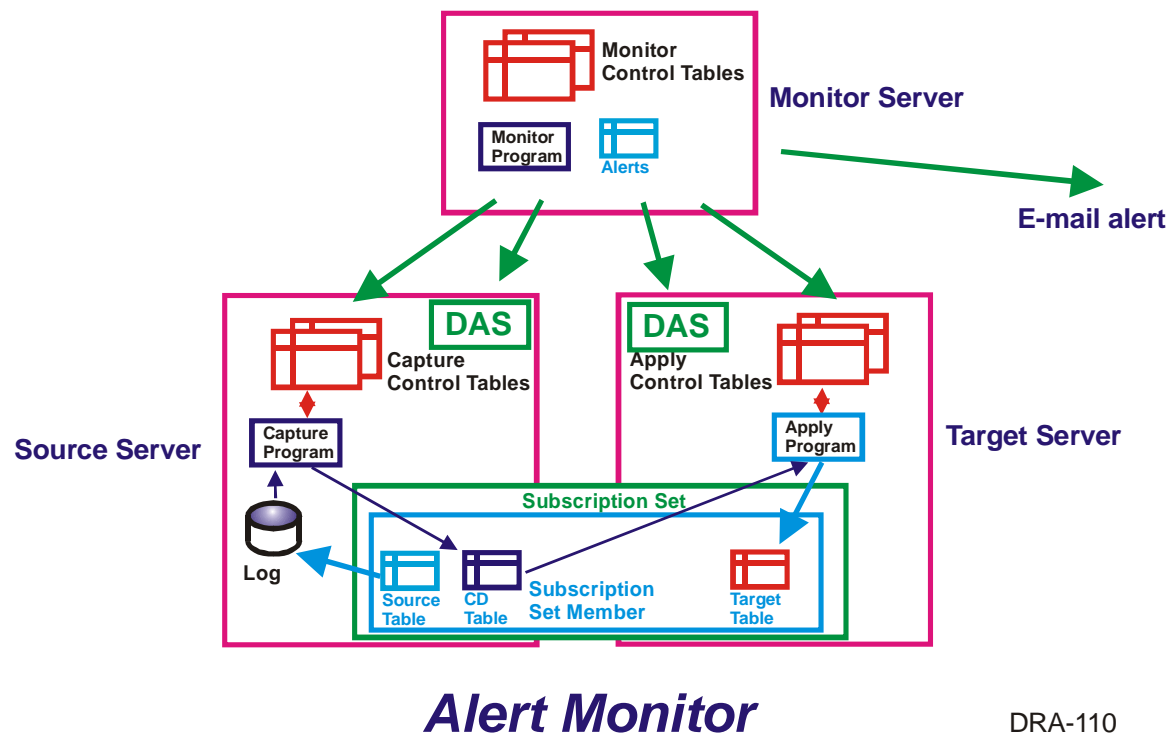 Monitor
Control Tables
Monitor Server
Monitor
Program
Alerts
E-mail alert
DAS
DAS
Capture
Control Tables
Apply
Control Tables
Source Server
Capture
Program
Apply
Program
Target Server
Subscription Set
Log
Source
Table
CD
Table
Subscription
Set Member
Target
Table
Alert Monitor
DRA-110